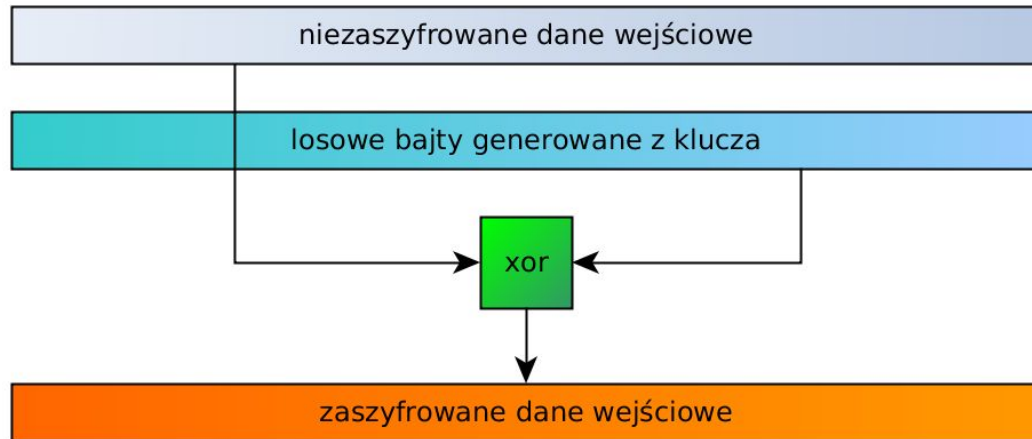 niezaszyfrowane dane wejściowe
losowe bajty generowane z klucza
xor
zaszyfrowane dane wejściowe